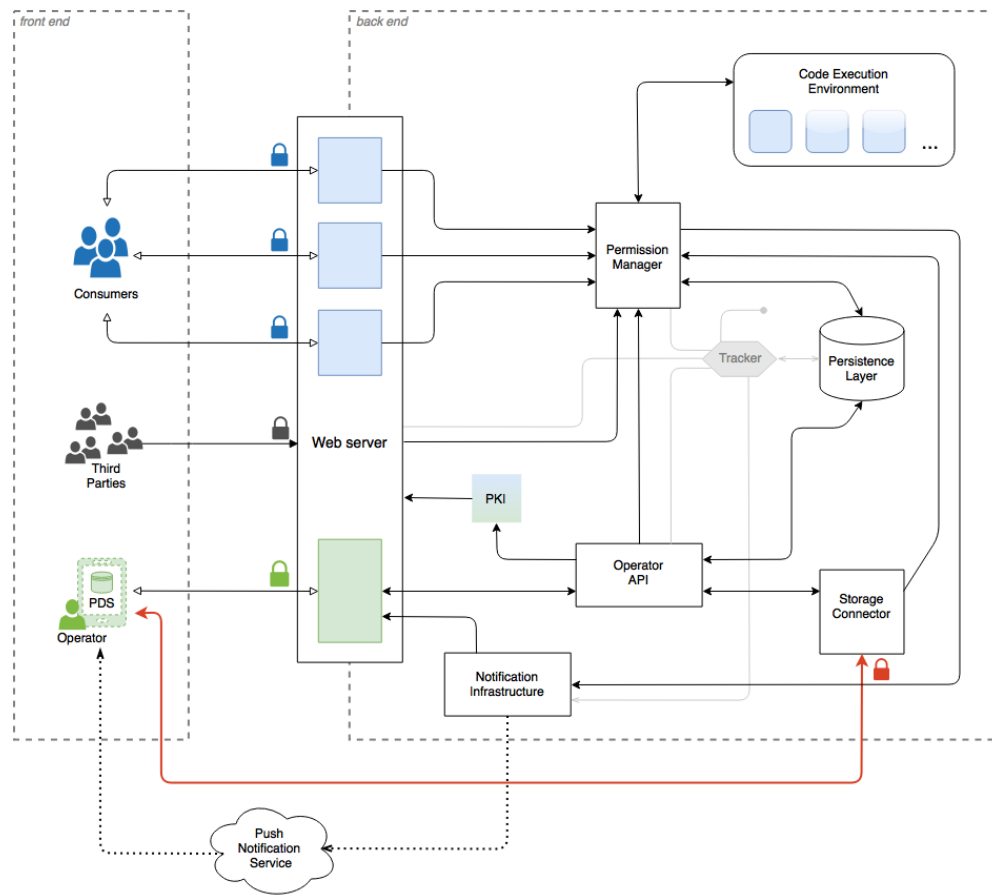 front end
back end
Code Execution
Environment
...
Permission
Manager
Consumers
Tracker
Persistence
Layer
Web server
Third
Parties
PKI
Operator
API
PDS
Operator
Storage
Connector
Notification
Infrastructure
Push
Notification
Service